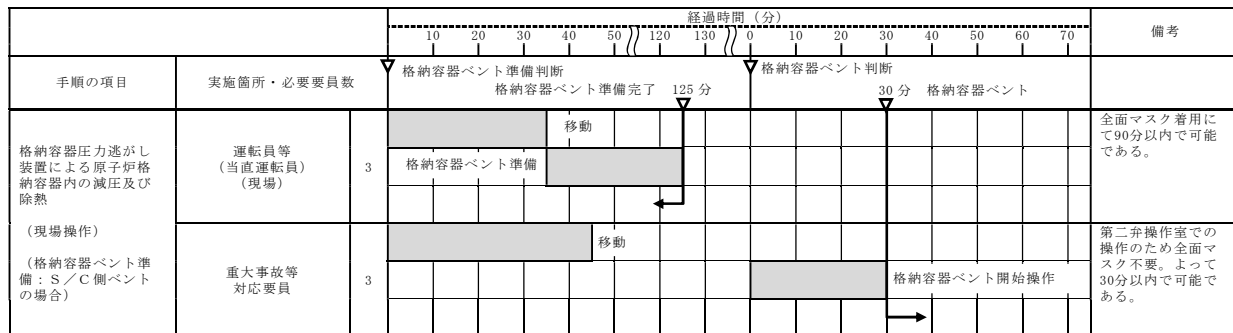 経過時間（分）
備考
10 20 30 40 50 120 130 0 10 20 30 40 50 60 70
手順の項目
実施箇所・必要要員数
格納容器ベント準備判断
格納容器ベント判断
格納容器ベント準備完了 125 分
30 分 格納容器ベント
格納容器圧力逃がし
装置による原子炉格
納容器内の減圧及び
除熱
（現場操作）
（格納容器ベント準
備：Ｓ／Ｃ側ベント
の場合）
運転員等
（当直運転員）
（現場）
3
移動
格納容器ベント準備
全面マスク着用に
て90分以内で可能
である。
重大事故等
対応要員
3
移動
格納容器ベント開始操作
第二弁操作室での
操作のため全面マ
スク不要。よって
30分以内で可能で
ある。